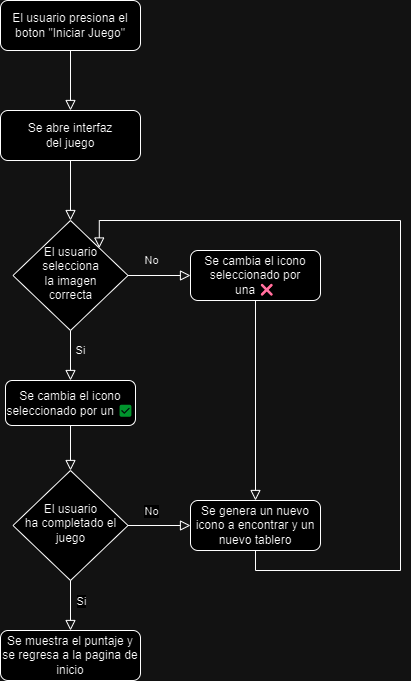 El usuario presiona el
boton "Iniciar Juego"
Se abre interfaz
del juego
El usuario
selecciona
la imagen
correcta
No
Se cambia el icono
seleccionado por
una ❌
Si
Se cambia el icono
seleccionado por un ✅
El usuario
ha completado el
juego
No
Se genera un nuevo
icono a encontrar y un
nuevo tablero
Si
Se muestra el puntaje y
se regresa a la pagina de
inicio